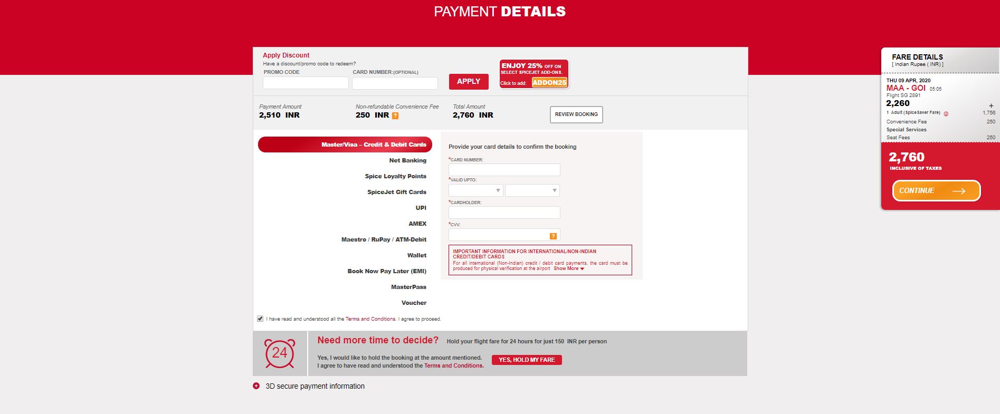 PAYMENT DETAILS
Apply Discount
Have a discount/promo code to redeem?
PROMO CODE
CARD NUMBER:(OPTIONAL)
APPLY
ENJOY 25% OFF ON
SELECT SPICEJET ADD-ONS.
Click to add: ADDON25
Payment Amount
2,510 INR
Non-refundable Convenience Fee
250 INR ?
Total Amount
2,760 INR
REVIEW BOOKING
Master/Visa – Credit & Debit Cards
Net Banking
Spice Loyalty Points
SpiceJet Gift Cards
UPI
AMEX
Maestro / RuPay / ATM-Debit
Wallet
Book Now Pay Later (EMI)
MasterPass
Voucher
Provide your card details to confirm the booking
*CARD NUMBER:
*VALID UPTO:
*CARDHOLDER:
*CVV:
?
IMPORTANT INFORMATION FOR INTERNATIONAL/NON-INDIAN
CREDIT/DEBIT CARDS
For all international (Non-Indian) credit / debit card payments, the card must be
produced for physical verification at the airport Show More
I have read and understood all the Terms and Conditions. I agree to proceed.
24
Need more time to decide? Hold your flight fare for 24 hours for just 150 INR per person
Yes, I would like to hold the booking at the amount mentioned.
I agree to have read and understood the Terms and Conditions.
YES, HOLD MY FARE
+ 3D secure payment information
FARE DETAILS
[ Indian Rupee ( INR) ]
THU 09 APR, 2020
MAA - GOI 05:05
Flight SG 2891
2,260
+
1 Adult (SpiceSaver Fare) i 1,756
Convenience Fee 250
Special Services
Seat Fees 250
2,760
INCLUSIVE OF TAXES
CONTINUE